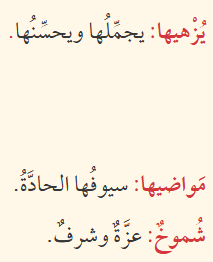 يُزْهيها: يجمِّلُها ويحسِّنُها.
مَواضيها: سيوفُها الحادَّةُ.
شُموخٌ: عزَّةٌ وشرفٌ.